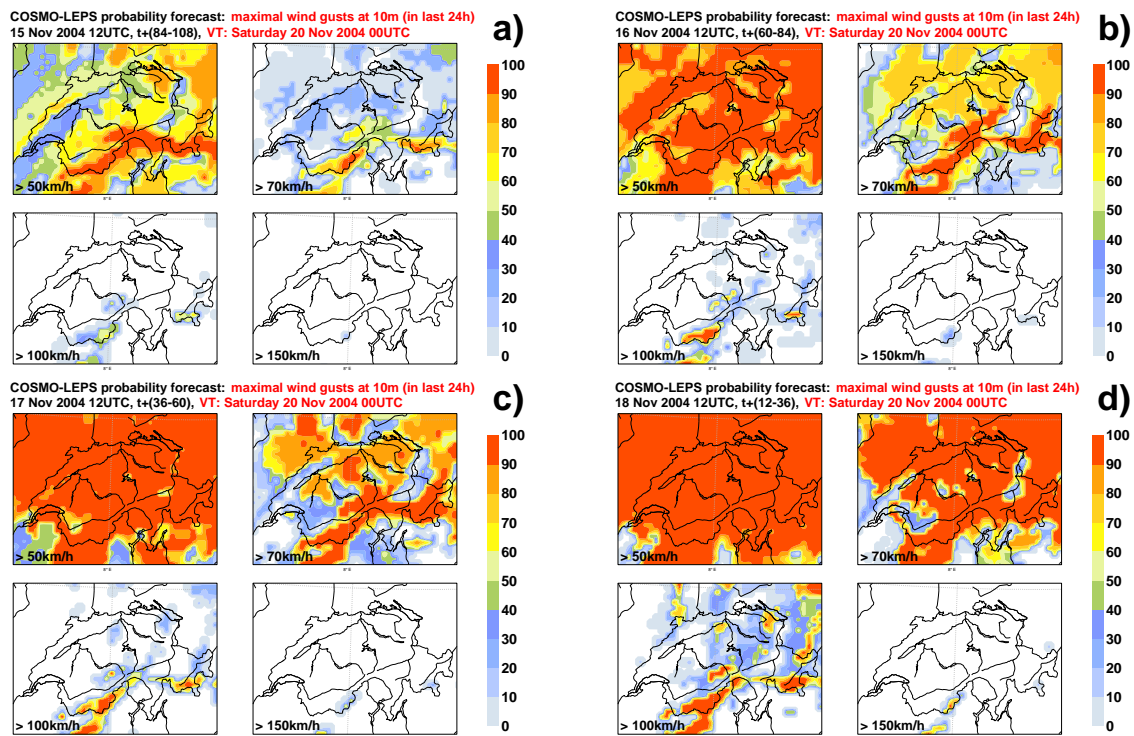 COSMO-LEPS probability forecast: maximal wind gusts at 10m (in last 24h)
15 Nov 2004 12UTC, t+(84-108), VT: Saturday 20 Nov 2004 00UTC
a)
> 50km/h
> 70km/h
8°E
> 100km/h
> 150km/h
8°E
100
90
80
70
60
50
40
30
20
10
0
COSMO-LEPS probability forecast: maximal wind gusts at 10m (in last 24h)
16 Nov 2004 12UTC, t+(60-84), VT: Saturday 20 Nov 2004 00UTC
b)
> 50km/h
> 70km/h
8°E
> 100km/h
> 150km/h
8°E
100
90
80
70
60
50
40
30
20
10
0
COSMO-LEPS probability forecast: maximal wind gusts at 10m (in last 24h)
17 Nov 2004 12UTC, t+(36-60), VT: Saturday 20 Nov 2004 00UTC
c)
> 50km/h
> 70km/h
8°E
> 100km/h
> 150km/h
100
90
80
70
60
50
40
30
20
10
0
COSMO-LEPS probability forecast: maximal wind gusts at 10m (in last 24h)
18 Nov 2004 12UTC, t+(12-36), VT: Saturday 20 Nov 2004 00UTC
d)
> 50km/h
> 70km/h
8°E
> 100km/h
> 150km/h
100
90
80
70
60
50
40
30
20
10
0